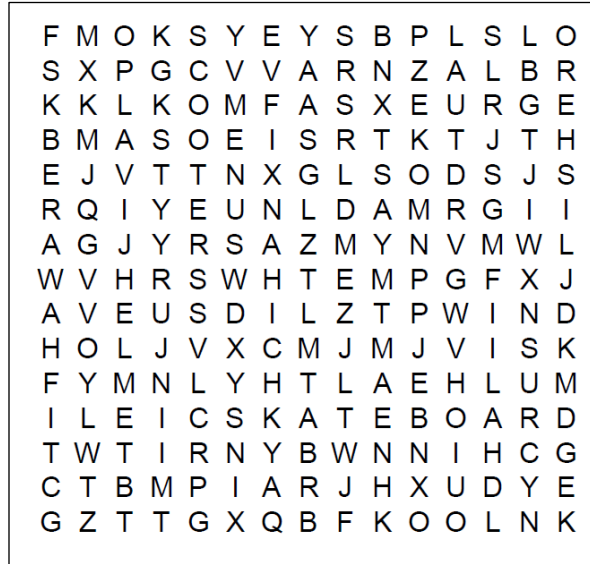 F M O K S Y E Y S B P L S L O
S X P G C V V A R N Z A L B R
K K L K O M F A S X E U R G E
B M A S O E I S R T K T J T H
E J V T T N X G L S O D S J S
R Q I Y E U N L D A M R G I I
A G J Y R S A Z M Y N V M W L
W V H R S W H T E M P G F X J
A V E U S D I L Z T P W I N D
H O L J V X C M J M J V I S K
F Y M N L Y H T L A E H L U M
I L E I C S K A T E B O A R D
T W T I R N Y B W N N I H C G
C T B M P I A R J H X U D Y E
G Z T T G X Q B F K O O L N K